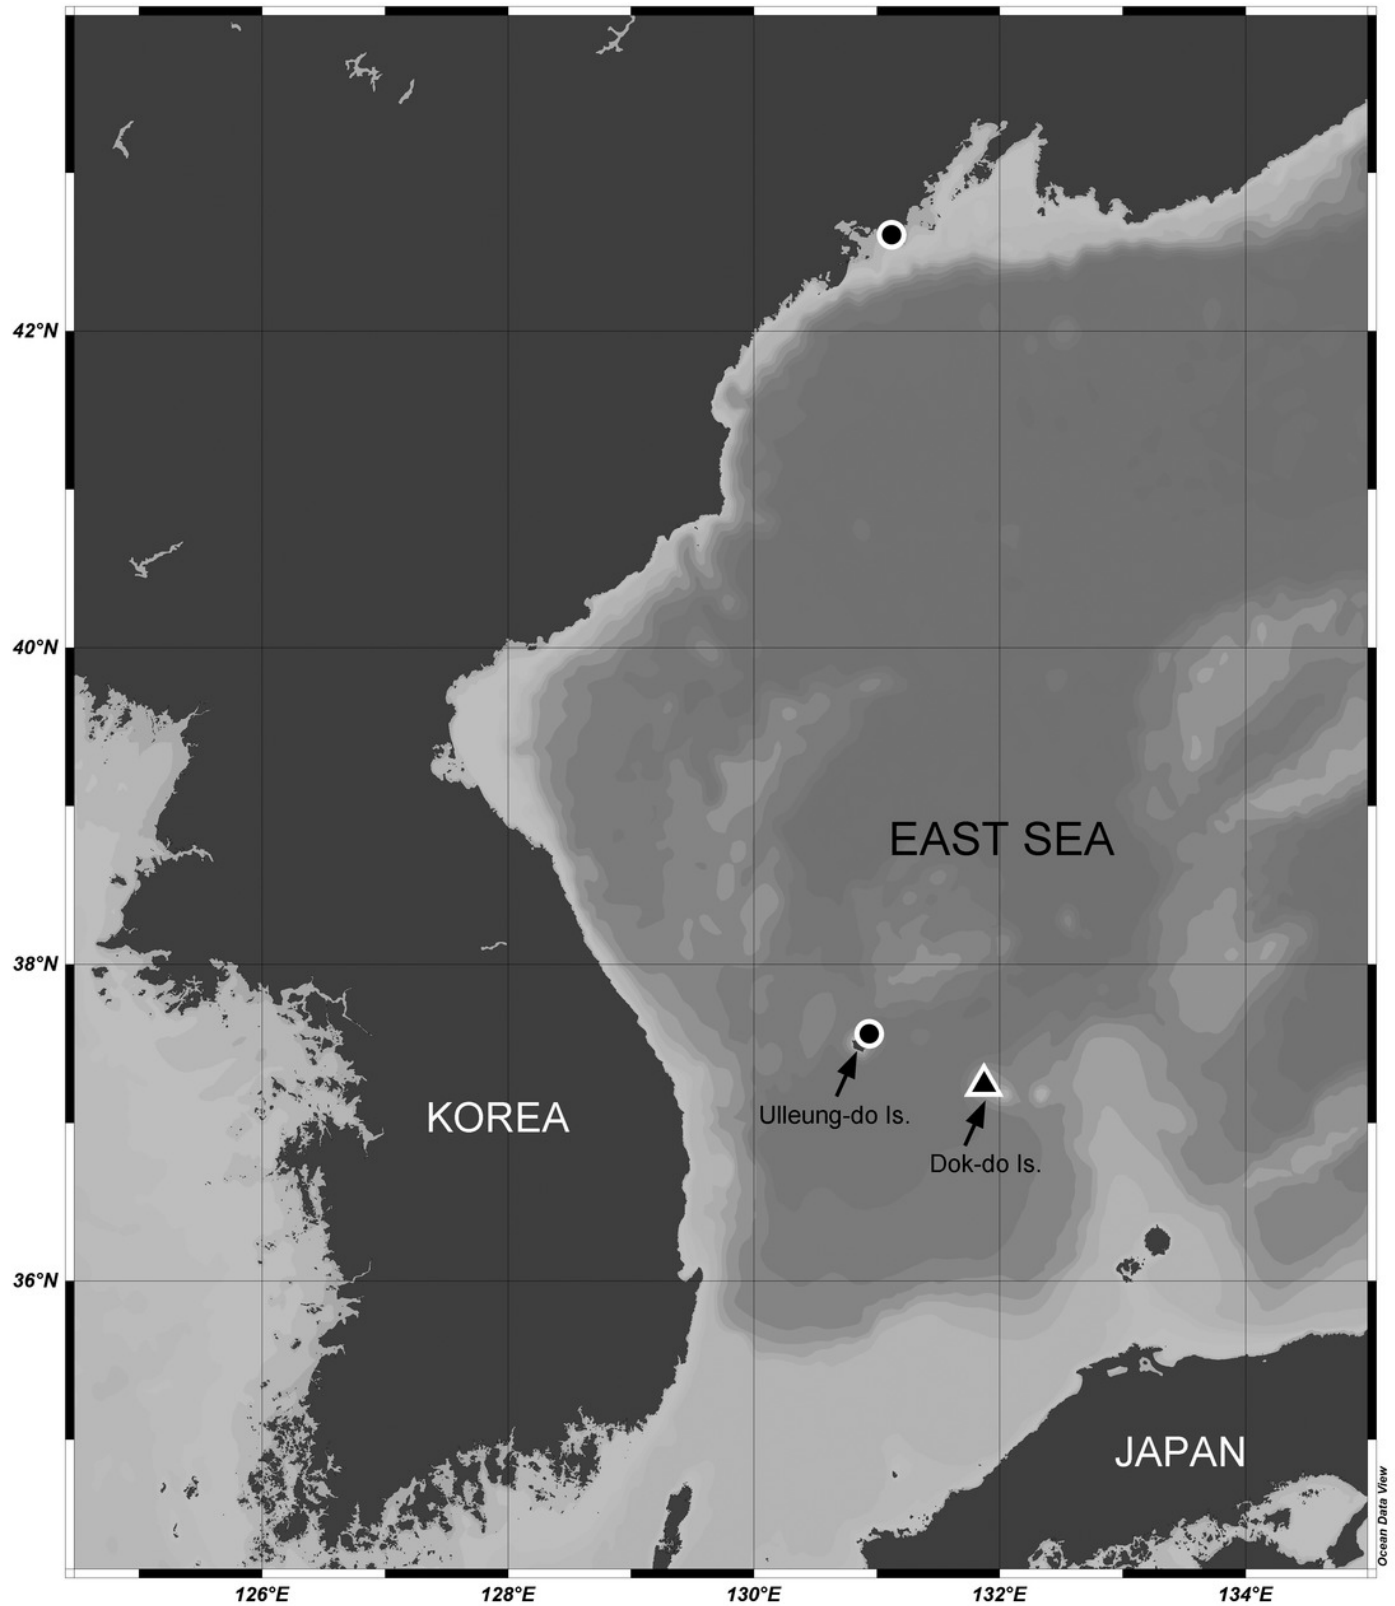 42°N
40°N
EAST SEA
38°N
Ulleung-do Is.
KOREA
Dok-do Is.
36°N
JAPAN
Ocean Data View
126°E
128°E
130°E
132°E
134°E